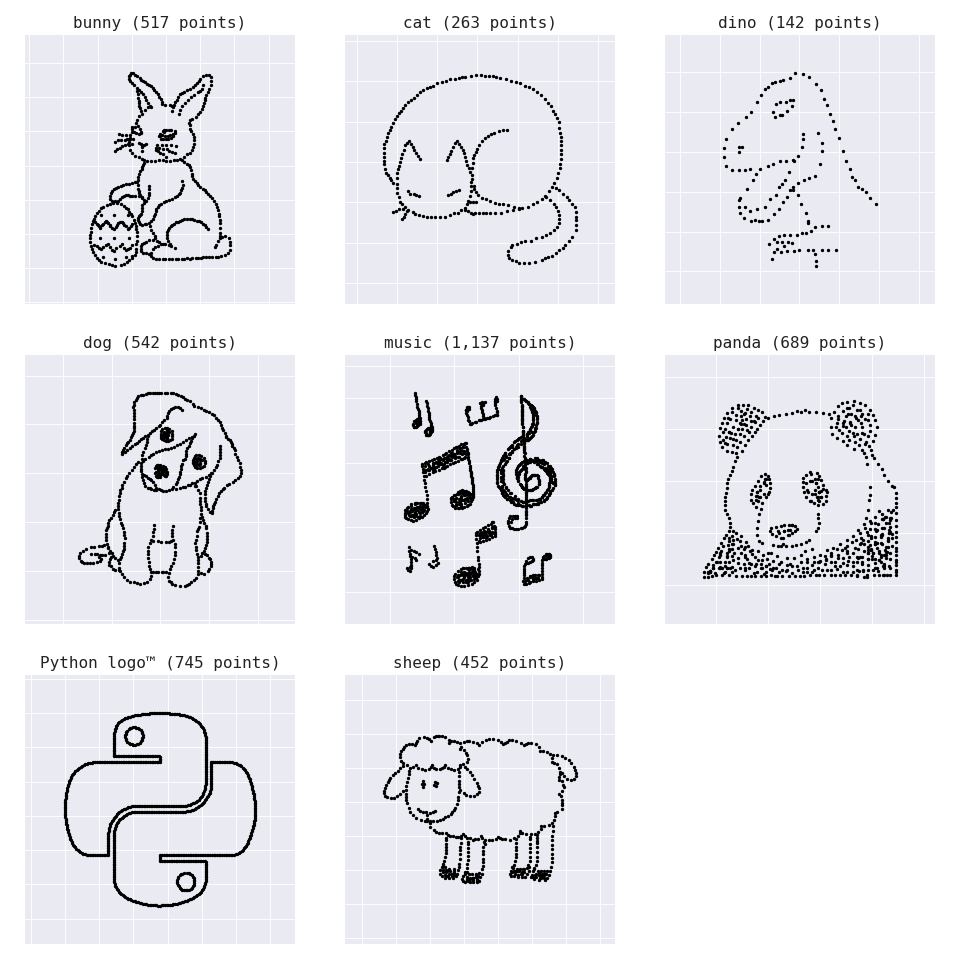 bunny (517 points)
cat (263 points)
dino (142 points)
dog (542 points)
music (1,137 points)
panda (689 points)
Python logo™ (745 points)
sheep (452 points)